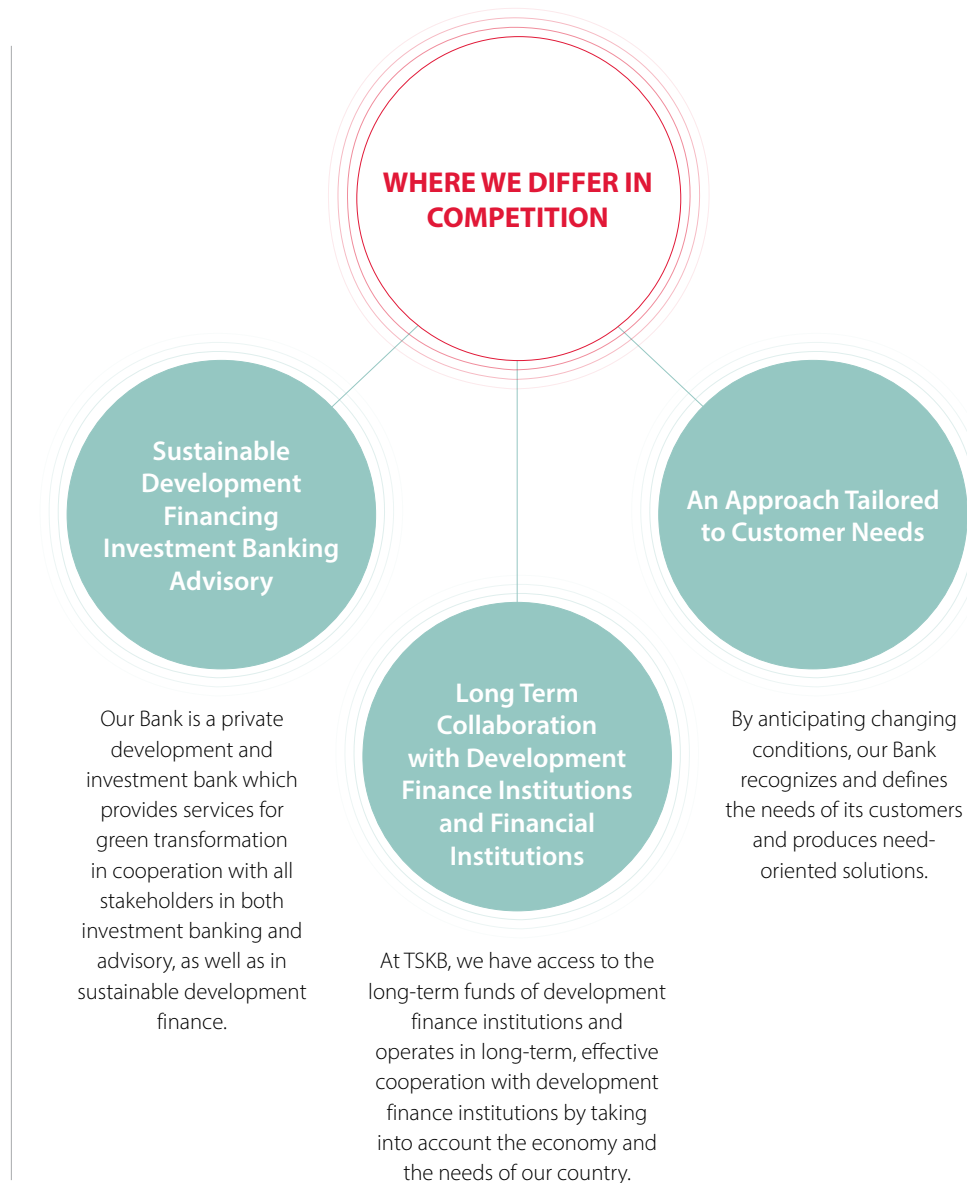 WHERE WE DIFFER IN
COMPETITION
Sustainable
Development
Financing
Investment Banking
Advisory
Our Bank is a private
development and
investment bank which
provides services for
green transformation
in cooperation with all
stakeholders in both
investment banking and
advisory, as well as in
sustainable development
finance.
Long Term
Collaboration
with Development
Finance Institutions
and Financial
Institutions
At TSKB, we have access to the
long-term funds of development
finance institutions and
operates in long-term, effective
cooperation with development
finance institutions by taking
into account the economy and
the needs of our country.
An Approach Tailored
to Customer Needs
By anticipating changing
conditions, our Bank
recognizes and defines
the needs of its customers
and produces need-
oriented solutions.